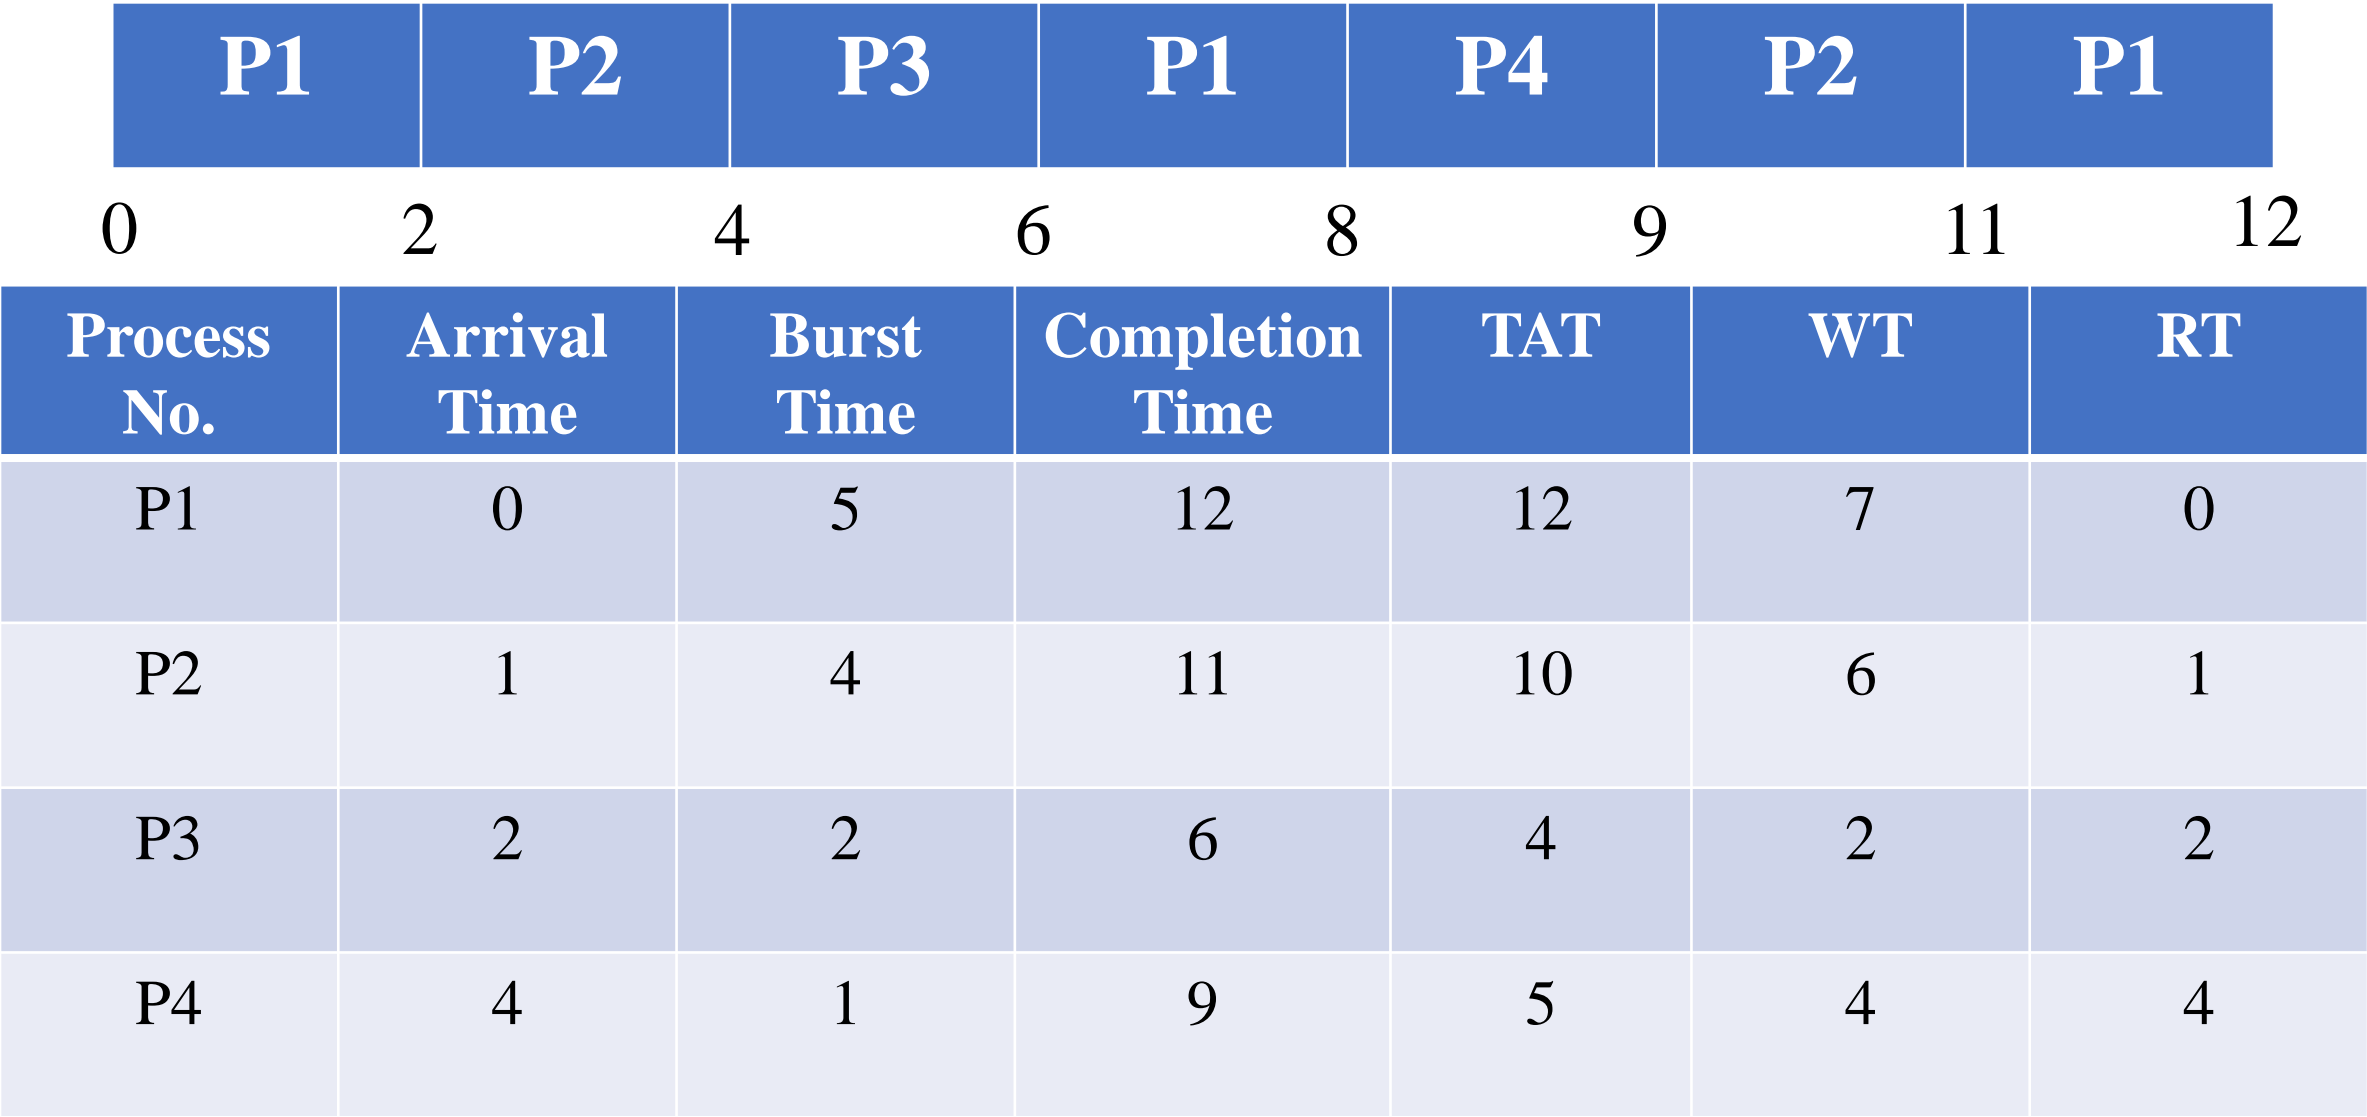 P1 P2 P3 P1 P4 P2 P1
0 2 4 6 8 9 11 12
Process Arrival Burst Completion TAT WT RT
No. Time Time Time
P1 0 5 12 12 7 0
P2 1 4 11 10 6 1
P3 2 2 6 4 2 2
P4 4 1 9 5 4 4